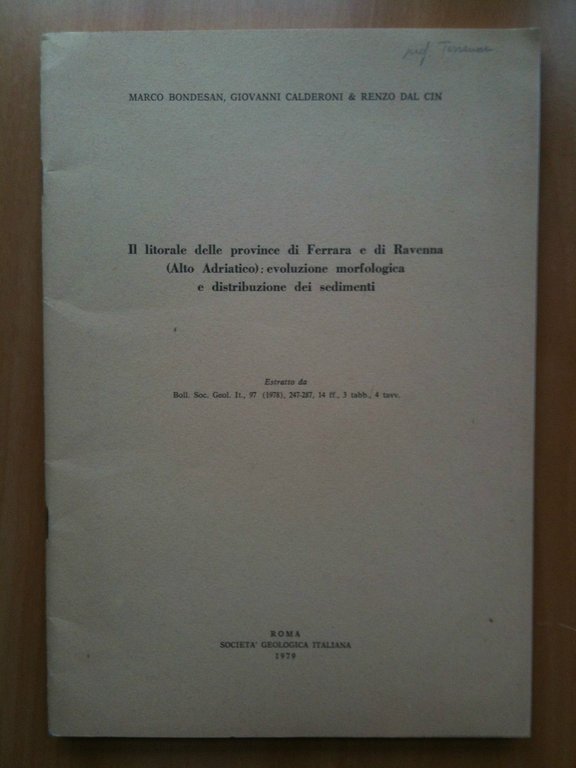 prof
MARCO BONDESAN, GIOVANNI CALDERONI & RENZO DAL CIN
Il litorale delle province di Ferrara e di Ravenna
(Alto Adriatico): evoluzione morfologica
e distribuzione dei sedimenti
Estratto da
Boll. Soc. Geol. It., 97 (1978), 247-287, 14 ff., 3 tabb., 4 tavv.
ROMA
SOCIETA' GEOLOGICA ITALIANA
1979